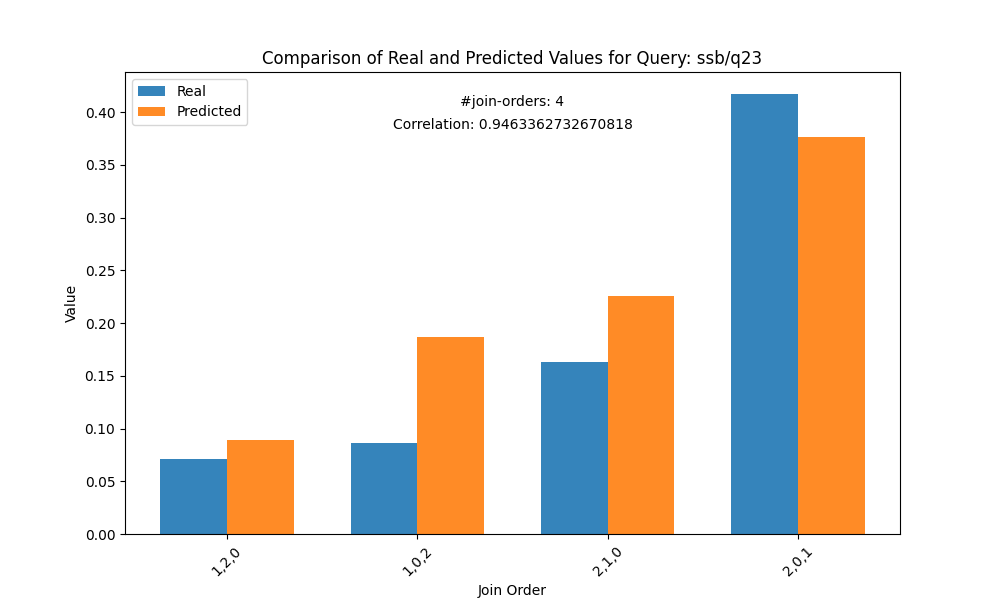 Comparison of Real and Predicted Values for Query: ssb/q23
Real
Predicted
#join-orders: 4
Correlation: 0.9463362732670818
0.40
0.35
0.30
0.25
0.20
0.15
0.10
0.05
0.00
Value
1,2,0
1,0,2
2,1,0
2,0,1
Join Order